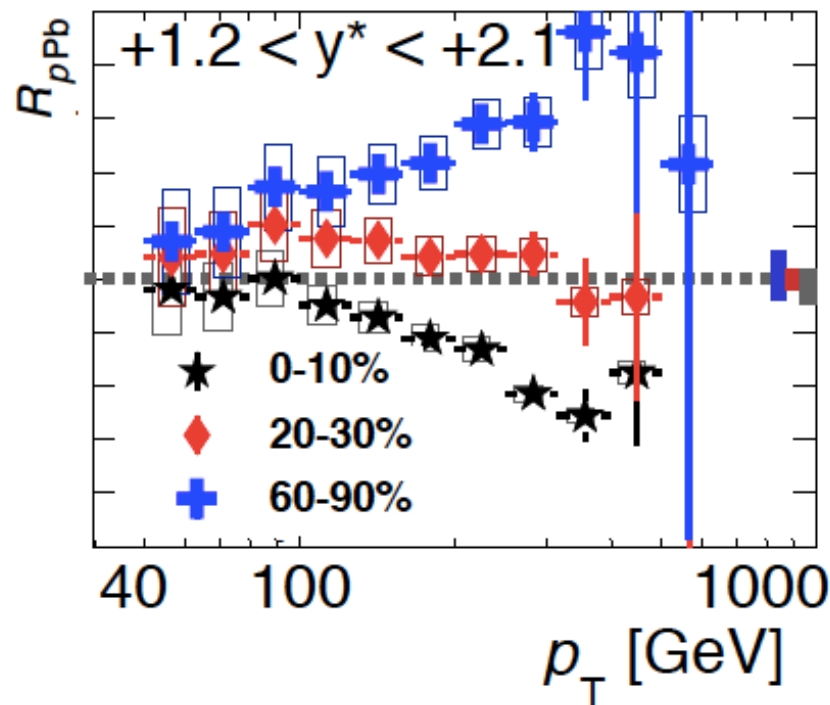 +1.2 < y* < +2.1
R_pPb
0-10%
20-30%
60-90%
40 100 1000
p_T [GeV]